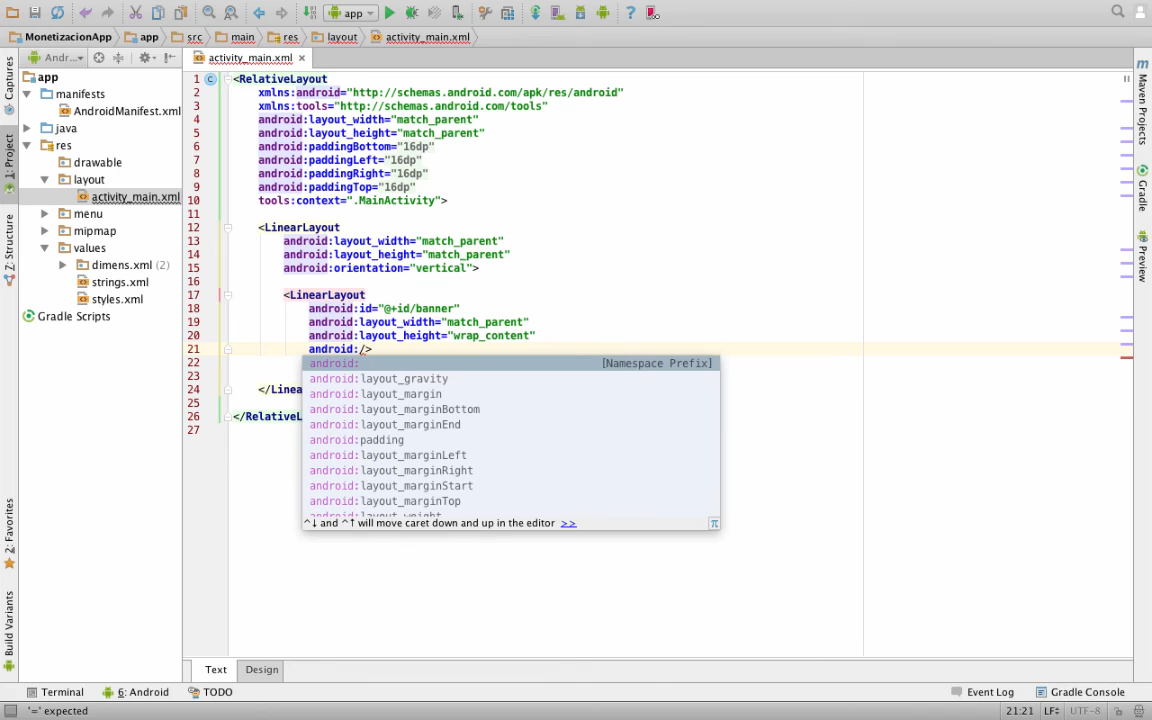 app
MonetizacionApp app src main res layout activity_main.xml
Andr... activity_main.xml
app
manifests
AndroidManifest.xml
java
res
drawable
layout
activity_main.xml
menu
mipmap
values
dimens.xml (2)
strings.xml
styles.xml
Gradle Scripts
Captures
1: Project
Z: Structure
2: Favorites
Build Variants
1 <RelativeLayout
2 xmlns:android="http://schemas.android.com/apk/res/android"
3 xmlns:tools="http://schemas.android.com/tools"
4 android:layout_width="match_parent"
5 android:layout_height="match_parent"
6 android:paddingBottom="16dp"
7 android:paddingLeft="16dp"
8 android:paddingRight="16dp"
9 android:paddingTop="16dp"
10 tools:context=".MainActivity">
11
12 <LinearLayout
13 android:layout_width="match_parent"
14 android:layout_height="match_parent"
15 android:orientation="vertical">
16
17 <LinearLayout
18 android:id="@+id/banner"
19 android:layout_width="match_parent"
20 android:layout_height="wrap_content"
21 android:/>
22
23
24 </Linea
25
26 </RelativeL
27
android: [Namespace Prefix]
android:layout_gravity
android:layout_margin
android:layout_marginBottom
android:layout_marginEnd
android:padding
android:layout_marginLeft
android:layout_marginRight
android:layout_marginStart
android:layout_marginTop
android:layout_weight
^↓ and ^↑ will move caret down and up in the editor >> π
m
Maven Projects
Gradle
Preview
Text Design
Terminal 6: Android TODO Event Log Gradle Console
'=' expected 21:21 LF÷ UTF-8